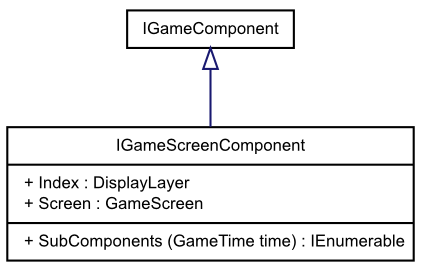 IGameComponent
IGameScreenComponent
+ Index : DisplayLayer
+ Screen : GameScreen
+ SubComponents (GameTime time) : IEnumerable